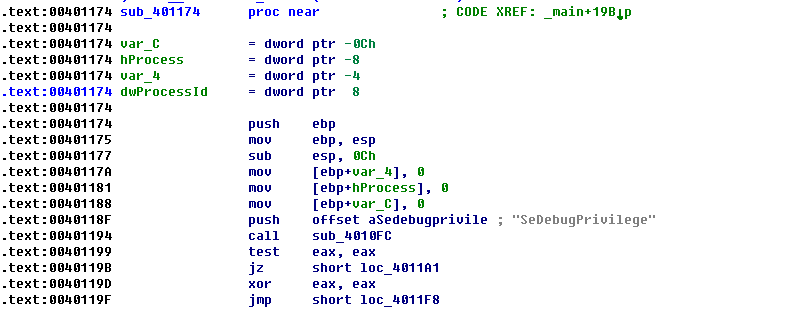 .text:00401174 sub_401174 proc near ; CODE XREF: _main+19B↓p
.text:00401174
.text:00401174 var_C = dword ptr -0Ch
.text:00401174 hProcess = dword ptr -8
.text:00401174 var_4 = dword ptr -4
.text:00401174 dwProcessId = dword ptr 8
.text:00401174
.text:00401174 push ebp
.text:00401175 mov ebp, esp
.text:00401177 sub esp, 0Ch
.text:0040117A mov [ebp+var_4], 0
.text:00401181 mov [ebp+hProcess], 0
.text:00401188 mov [ebp+var_C], 0
.text:0040118F push offset aSedebugprivile ; "SeDebugPrivilege"
.text:00401194 call sub_4010FC
.text:00401199 test eax, eax
.text:0040119B jz short loc_4011A1
.text:0040119D xor eax, eax
.text:0040119F jmp short loc_4011F8